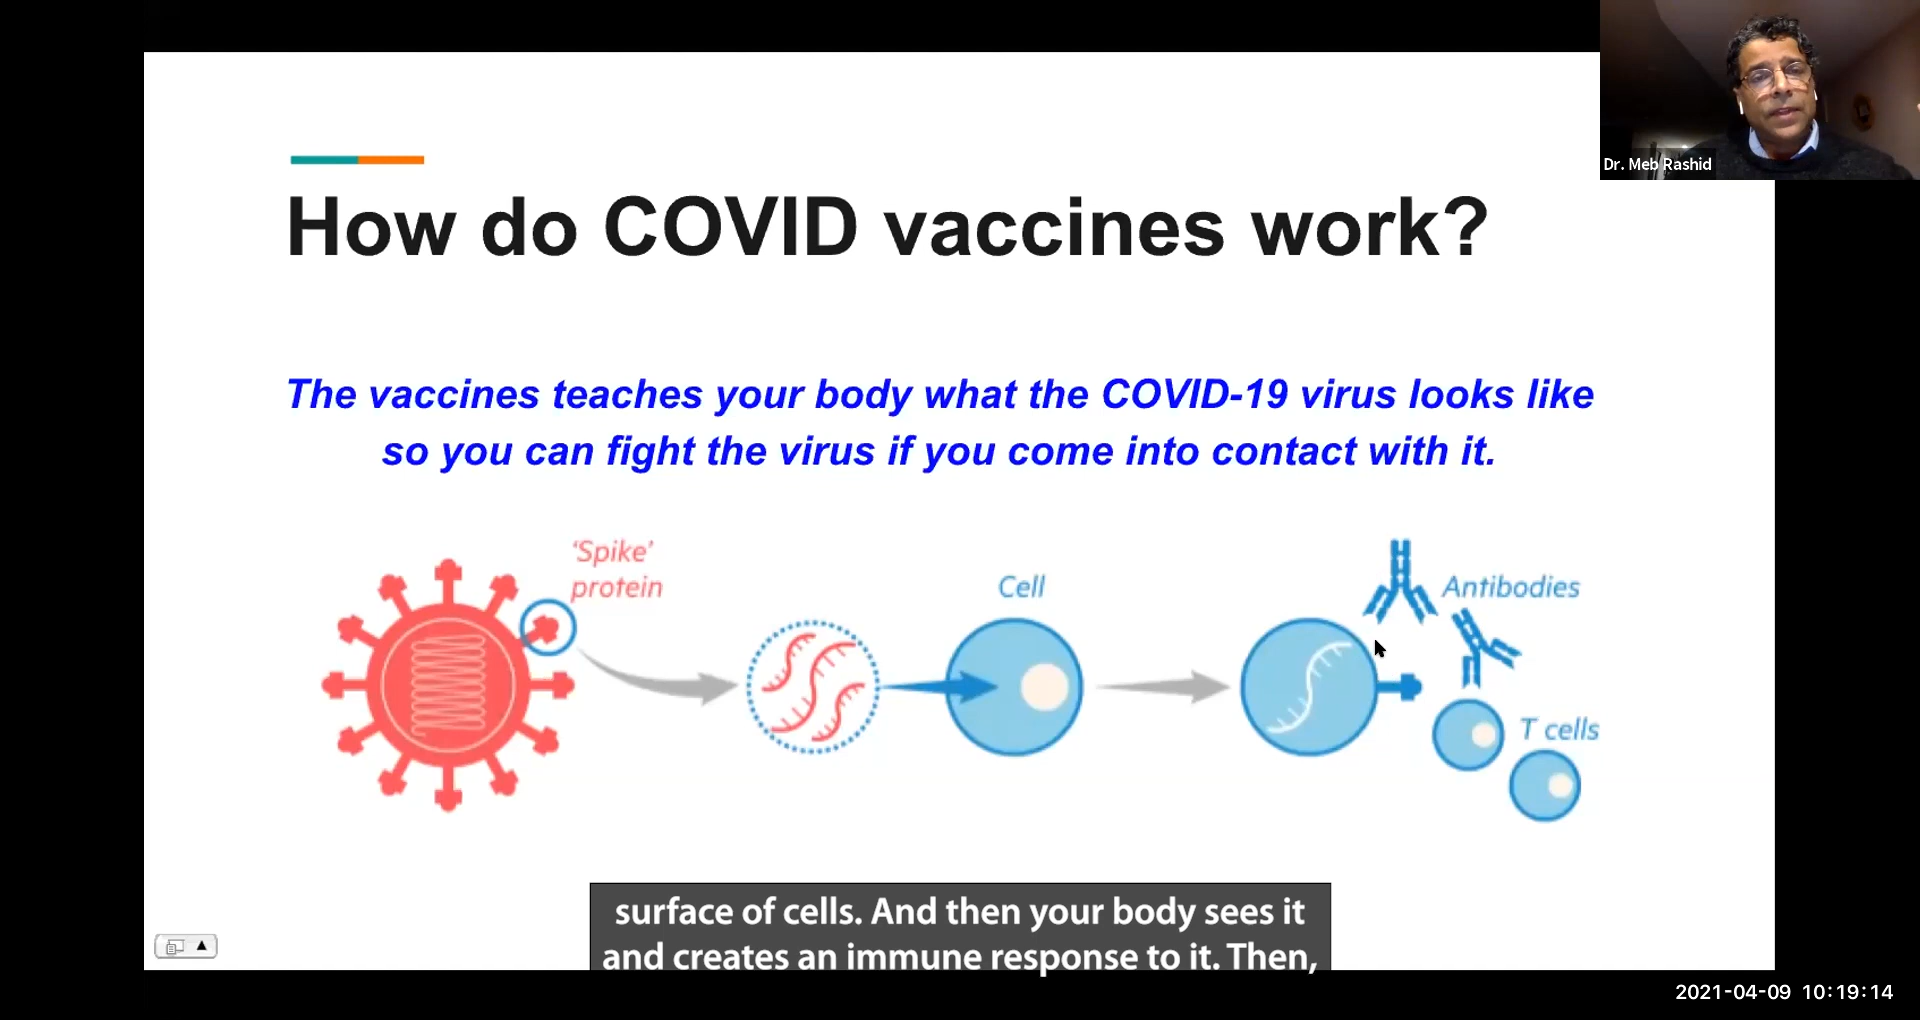 Dr. Meb Rashid
How do COVID vaccines work?
The vaccines teaches your body what the COVID-19 virus looks like
so you can fight the virus if you come into contact with it.
‘Spike’
protein
Cell
Antibodies
T cells
surface of cells. And then your body sees it
and creates an immune response to it. Then,
2021-04-09 10:19:14